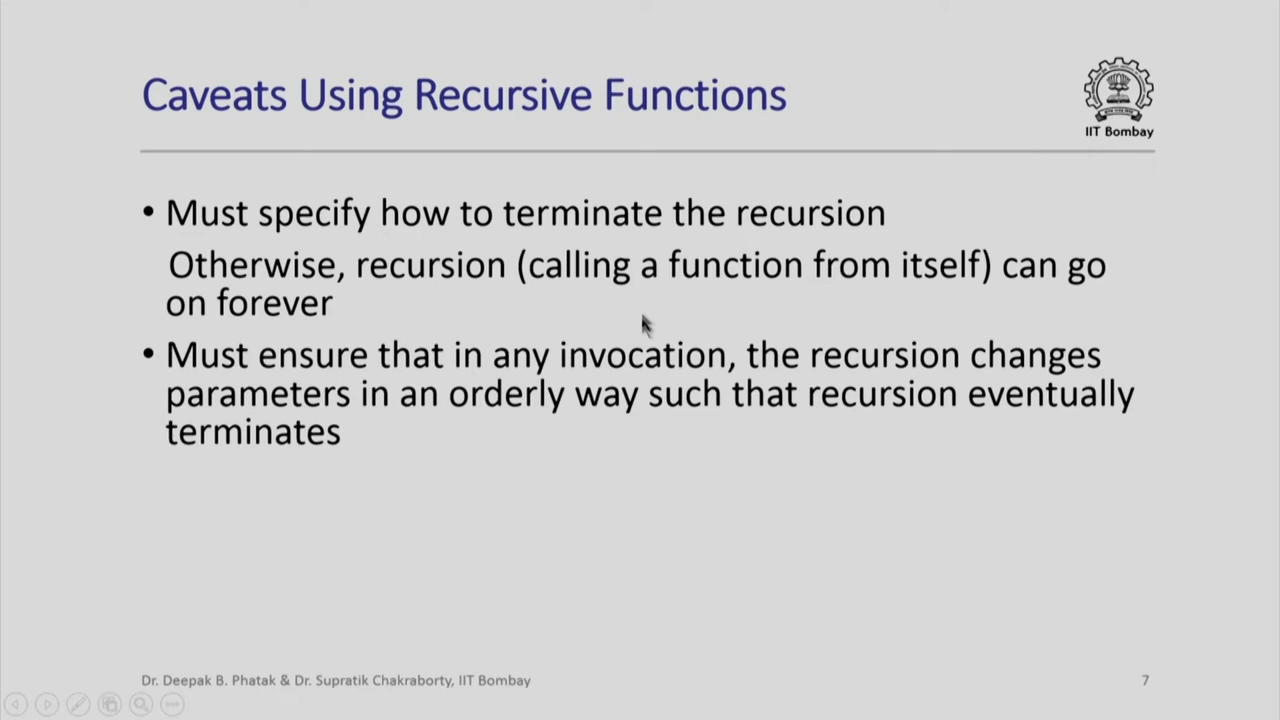 Caveats Using Recursive Functions
IIT Bombay
• Must specify how to terminate the recursion
Otherwise, recursion (calling a function from itself) can go
on forever
• Must ensure that in any invocation, the recursion changes
parameters in an orderly way such that recursion eventually
terminates
Dr. Deepak B. Phatak & Dr. Supratik Chakraborty, IIT Bombay
7